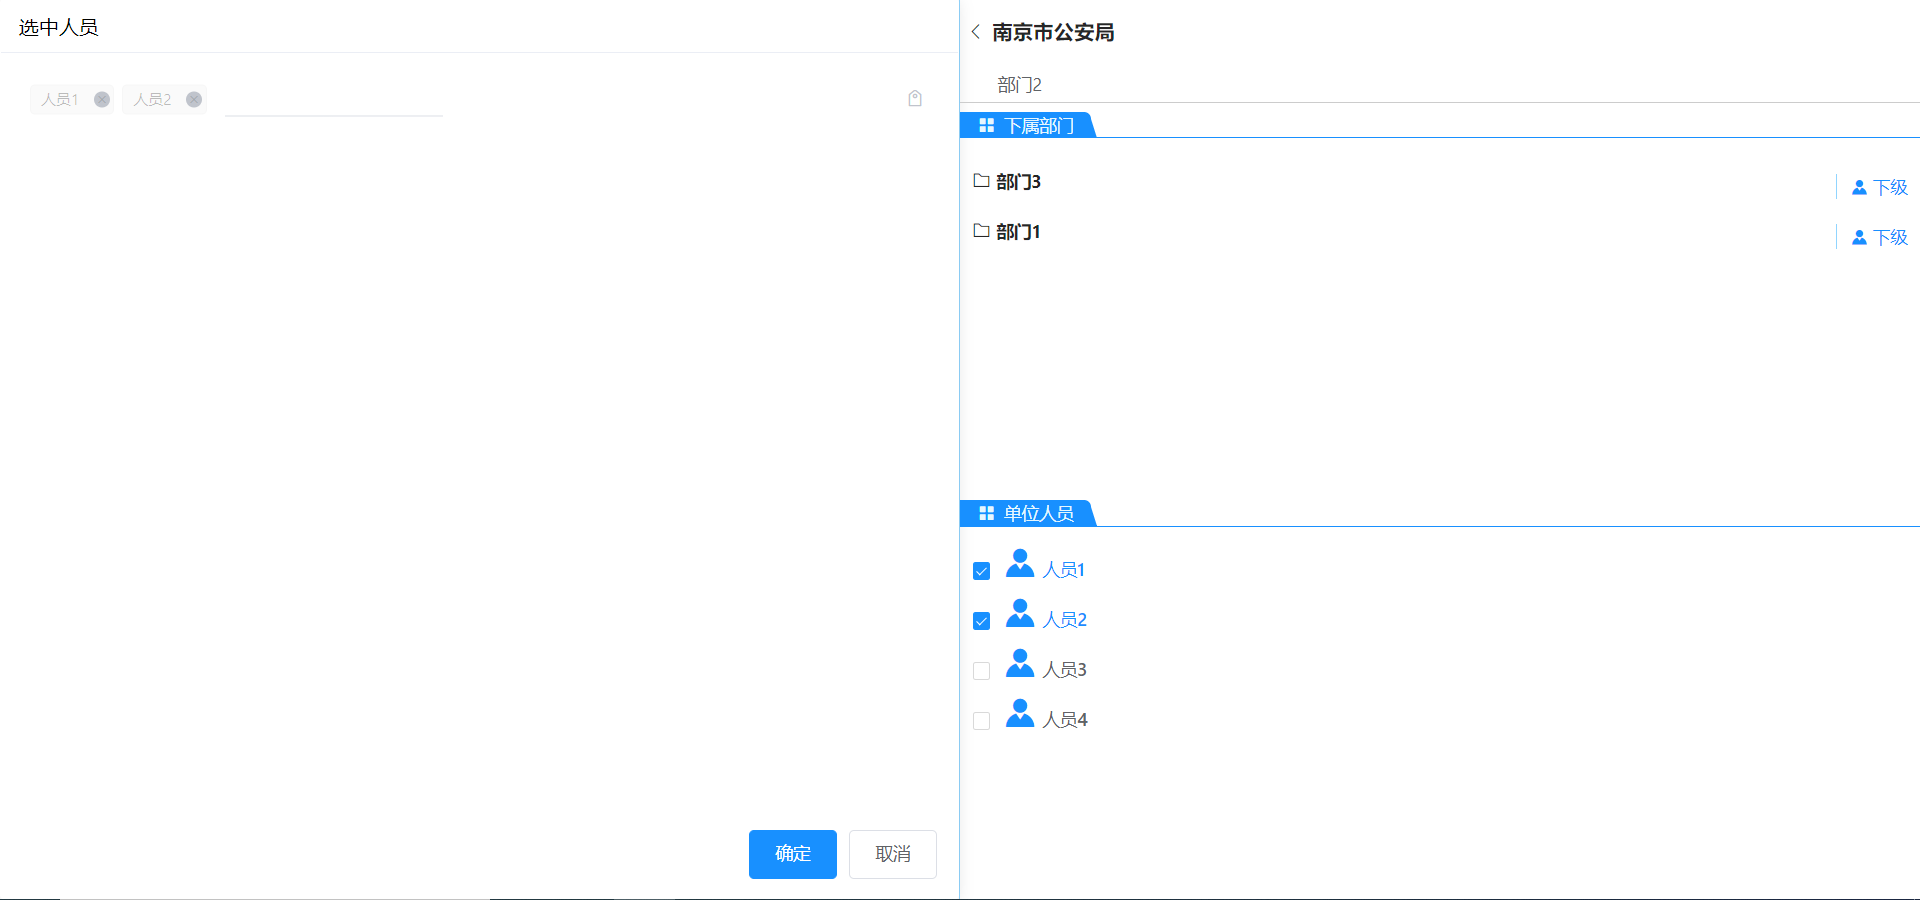 选中人员
人员1
人员2
确定
取消
南京市公安局
部门2
下属部门
部门3
下级
部门1
下级
单位人员
人员1
人员2
人员3
人员4